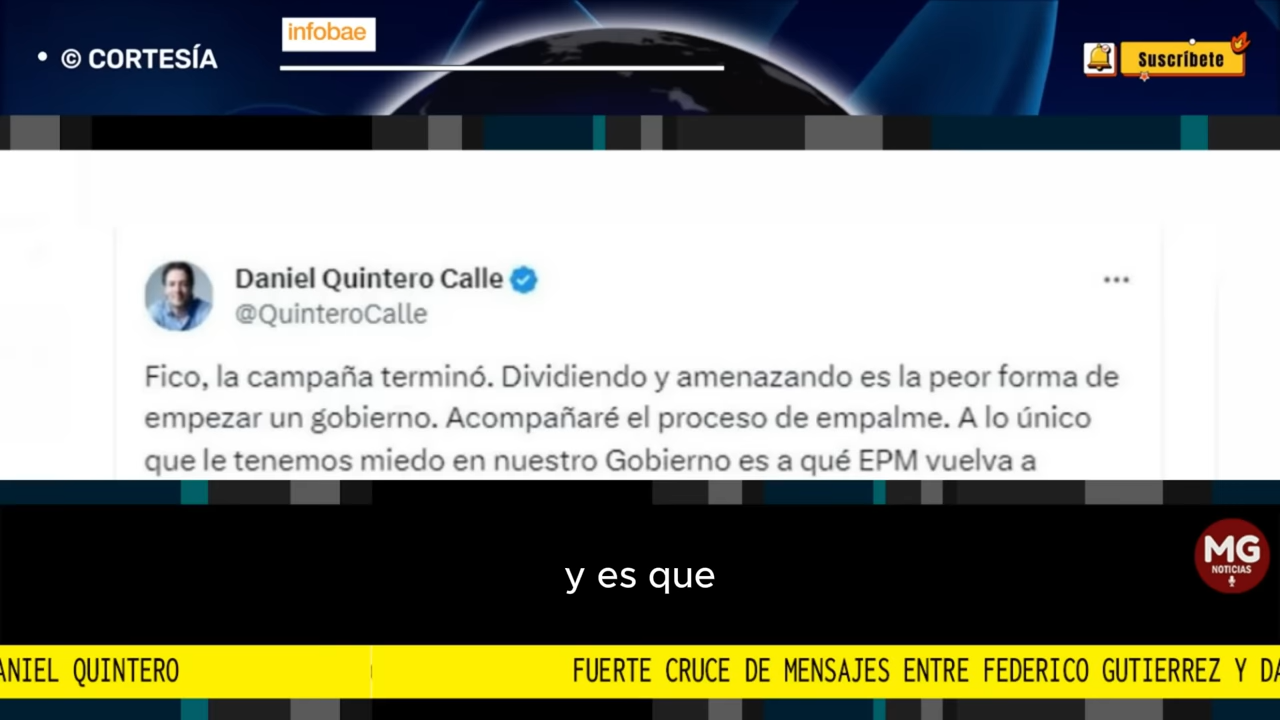 • © CORTESÍA
infobae
Suscríbete
Daniel Quintero Calle
@QuinteroCalle
Fico, la campaña terminó. Dividiendo y amenazando es la peor forma de
empezar un gobierno. Acompañaré el proceso de empalme. A lo único
que le tenemos miedo en nuestro Gobierno es a qué EPM vuelva a
y es que
MG
NOTICIAS
ANIEL QUINTERO
FUERTE CRUCE DE MENSAJES ENTRE FEDERICO GUTIERREZ Y DA